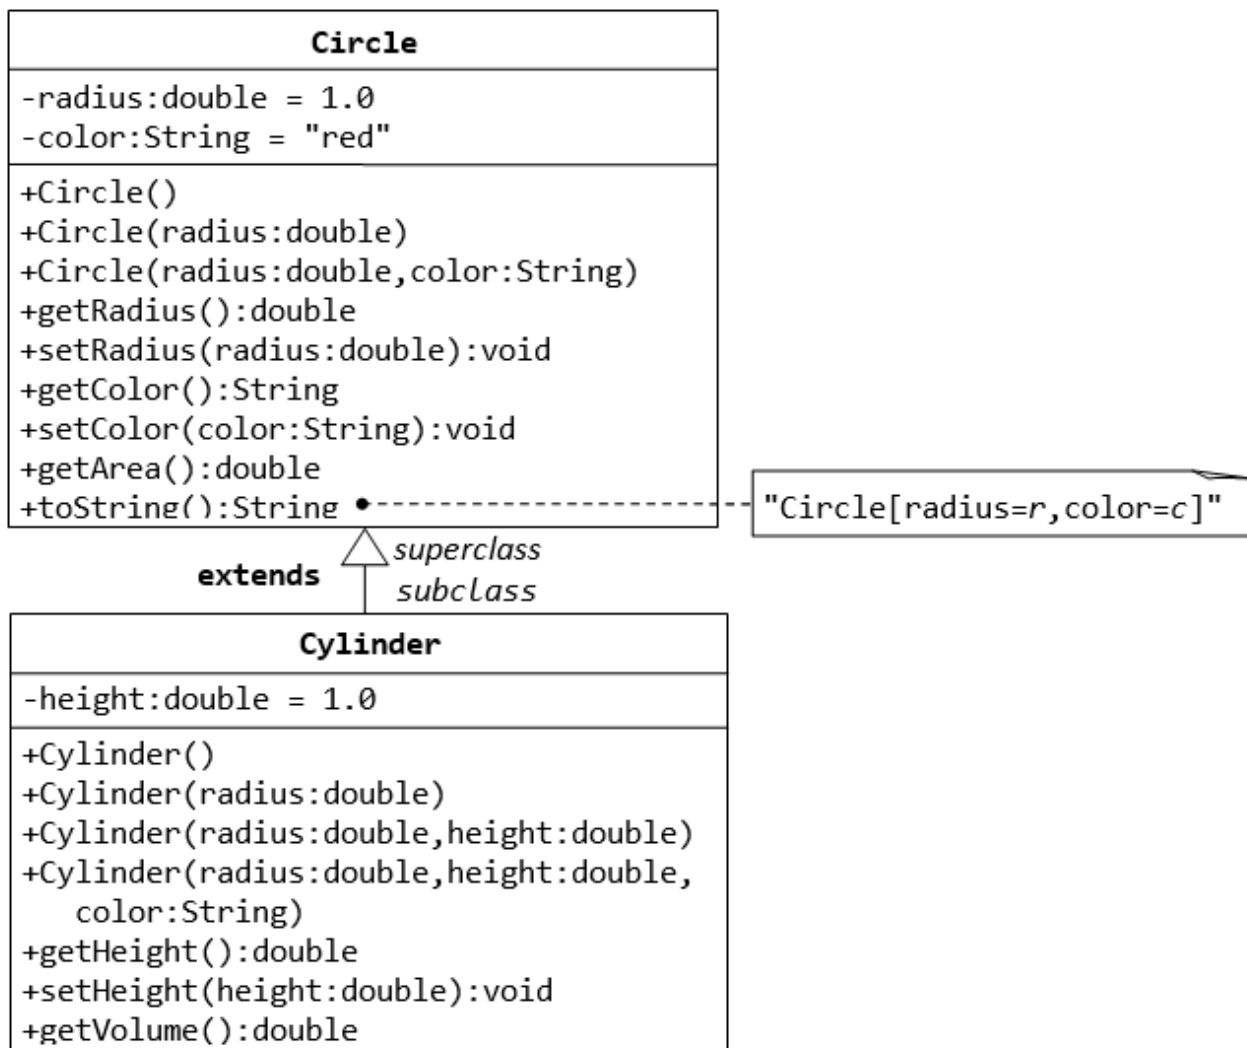 Circle
-radius:double = 1.0
-color:String = "red"
+Circle()
+Circle(radius:double)
+Circle(radius:double,color:String)
+getRadius():double
+setRadius(radius:double):void
+getColor():String
+setColor(color:String):void
+getArea():double
+toString():String
"Circle[radius=r,color=c]"
superclass
extends
subclass
Cylinder
-height:double = 1.0
+Cylinder()
+Cylinder(radius:double)
+Cylinder(radius:double,height:double)
+Cylinder(radius:double,height:double,
color:String)
+getHeight():double
+setHeight(height:double):void
+getVolume():double